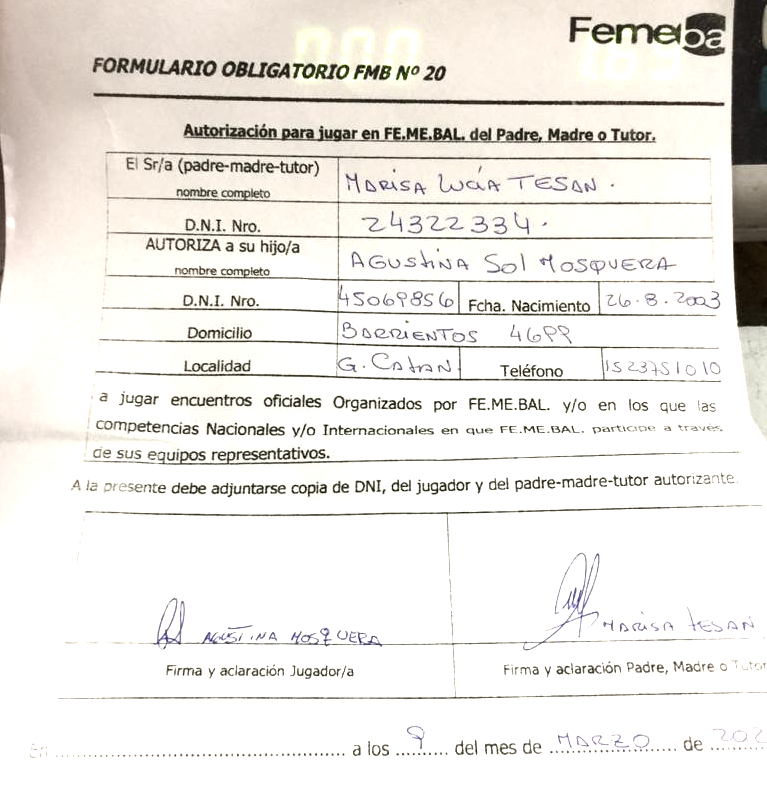 Femeba
FORMULARIO OBLIGATORIO FMB Nº 20
Autorización para jugar en FE.ME.BAL. del Padre, Madre o Tutor.
El Sr/a (padre-madre-tutor)
nombre completo
MARISA LUCÍA TESAN.
D.N.I. Nro.
24322334.
AUTORIZA a su hijo/a
nombre completo
AGUSTINA SOL MOSQUERA
D.N.I. Nro. 45069856 Fcha. Nacimiento 26.8.2003
Domicilio BARRIENTOS
Localidad G. CATAN Teléfono 1523751010
a jugar encuentros oficiales Organizados por FE.ME.BAL. y/o en los que las
competencias Nacionales y/o Internacionales en que FE.ME.BAL. participe a través
de sus equipos representativos.
A la presente debe adjuntarse copia de DNI, del jugador y del padre-madre-tutor autorizante.
AGUSTINA MOSQUERA
MARISA TESAN
Firma y aclaración Jugador/a
Firma y aclaración Padre, Madre o Tutor
En ........ a los 9 del mes de MARZO de 202